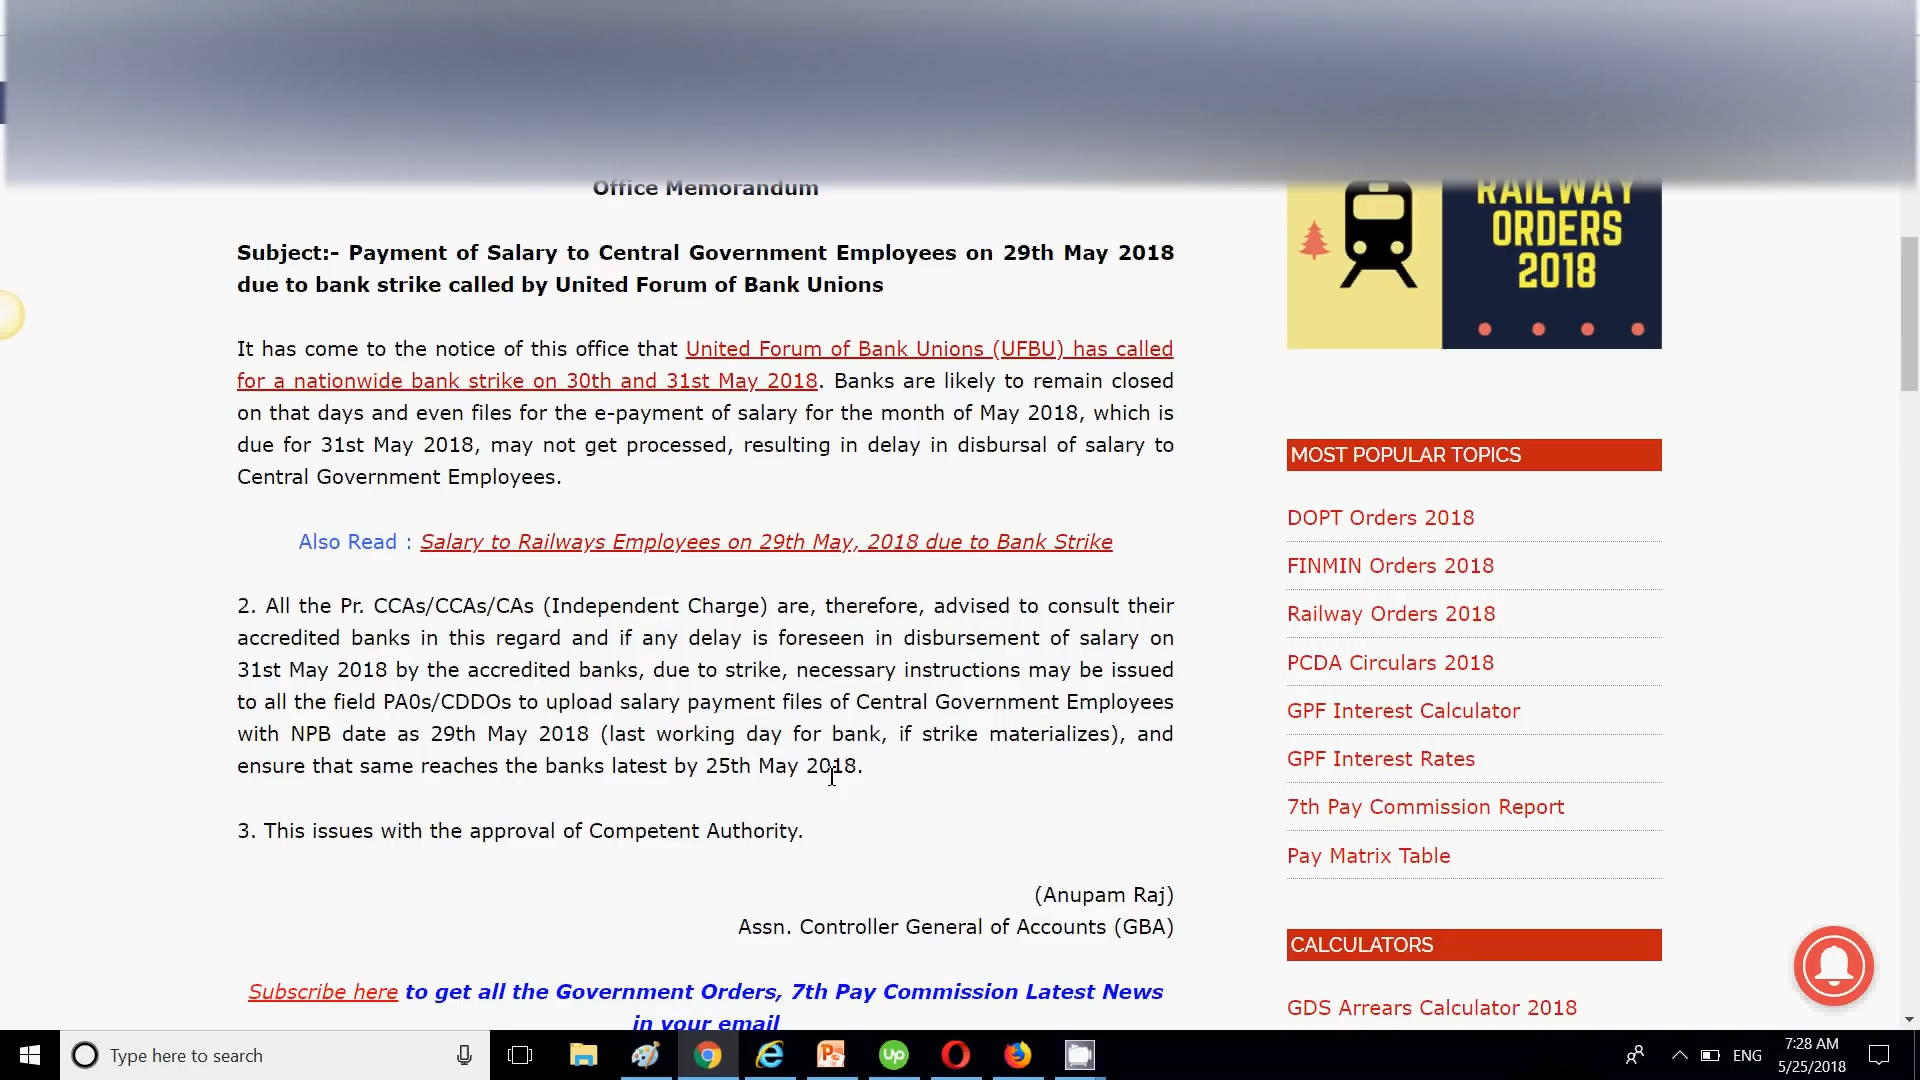 Office Memorandum
Subject:- Payment of Salary to Central Government Employees on 29th May 2018
due to bank strike called by United Forum of Bank Unions
It has come to the notice of this office that United Forum of Bank Unions (UFBU) has called
for a nationwide bank strike on 30th and 31st May 2018. Banks are likely to remain closed
on that days and even files for the e-payment of salary for the month of May 2018, which is
due for 31st May 2018, may not get processed, resulting in delay in disbursal of salary to
Central Government Employees.
Also Read : Salary to Railways Employees on 29th May, 2018 due to Bank Strike
2. All the Pr. CCAs/CCAs/CAs (Independent Charge) are, therefore, advised to consult their
accredited banks in this regard and if any delay is foreseen in disbursement of salary on
31st May 2018 by the accredited banks, due to strike, necessary instructions may be issued
to all the field PA0s/CDDOs to upload salary payment files of Central Government Employees
with NPB date as 29th May 2018 (last working day for bank, if strike materializes), and
ensure that same reaches the banks latest by 25th May 2018.
3. This issues with the approval of Competent Authority.
(Anupam Raj)
Assn. Controller General of Accounts (GBA)
Subscribe here to get all the Government Orders, 7th Pay Commission Latest News
in your email
RAILWAY
ORDERS
2018
MOST POPULAR TOPICS
DOPT Orders 2018
FINMIN Orders 2018
Railway Orders 2018
PCDA Circulars 2018
GPF Interest Calculator
GPF Interest Rates
7th Pay Commission Report
Pay Matrix Table
CALCULATORS
GDS Arrears Calculator 2018
Type here to search
up
ENG
7:28 AM
5/25/2018